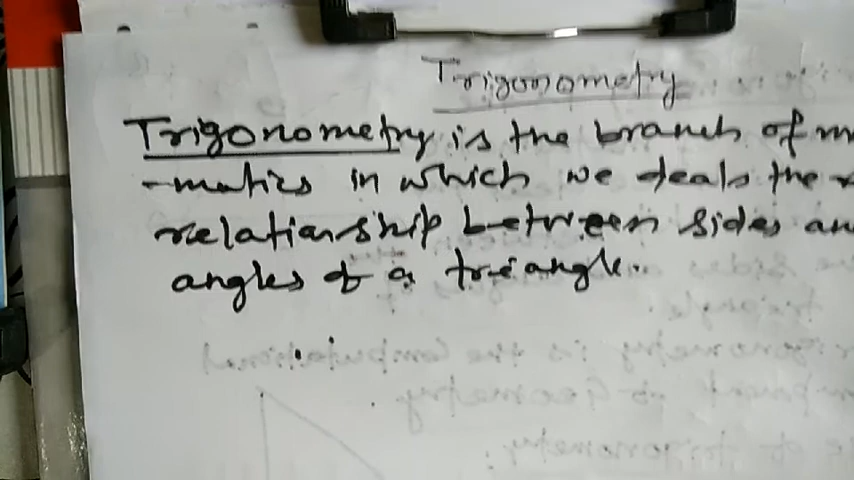 Trigonometry
Trigonometry is the branch of m
-matics in which we deals the r
relationship between sides an
angles of a triangle.